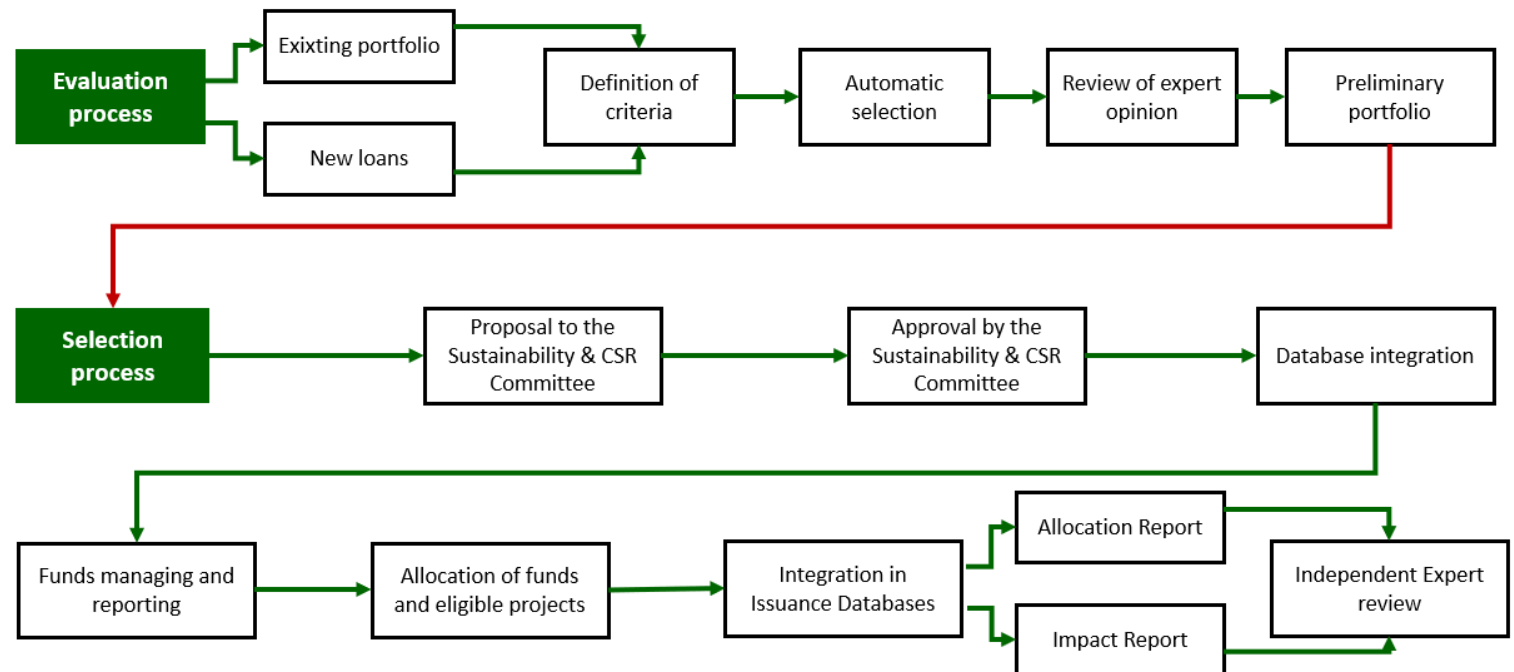 Evaluation
process
Exixting portfolio
New loans
Definition of
criteria
Automatic
selection
Review of expert
opinion
Preliminary
portfolio
Selection
process
Proposal to the
Sustainability & CSR
Committee
Approval by the
Sustainability & CSR
Committee
Database integration
Funds managing and
reporting
Allocation of funds
and eligible projects
Integration in
Issuance Databases
Allocation Report
Impact Report
Independent Expert
review